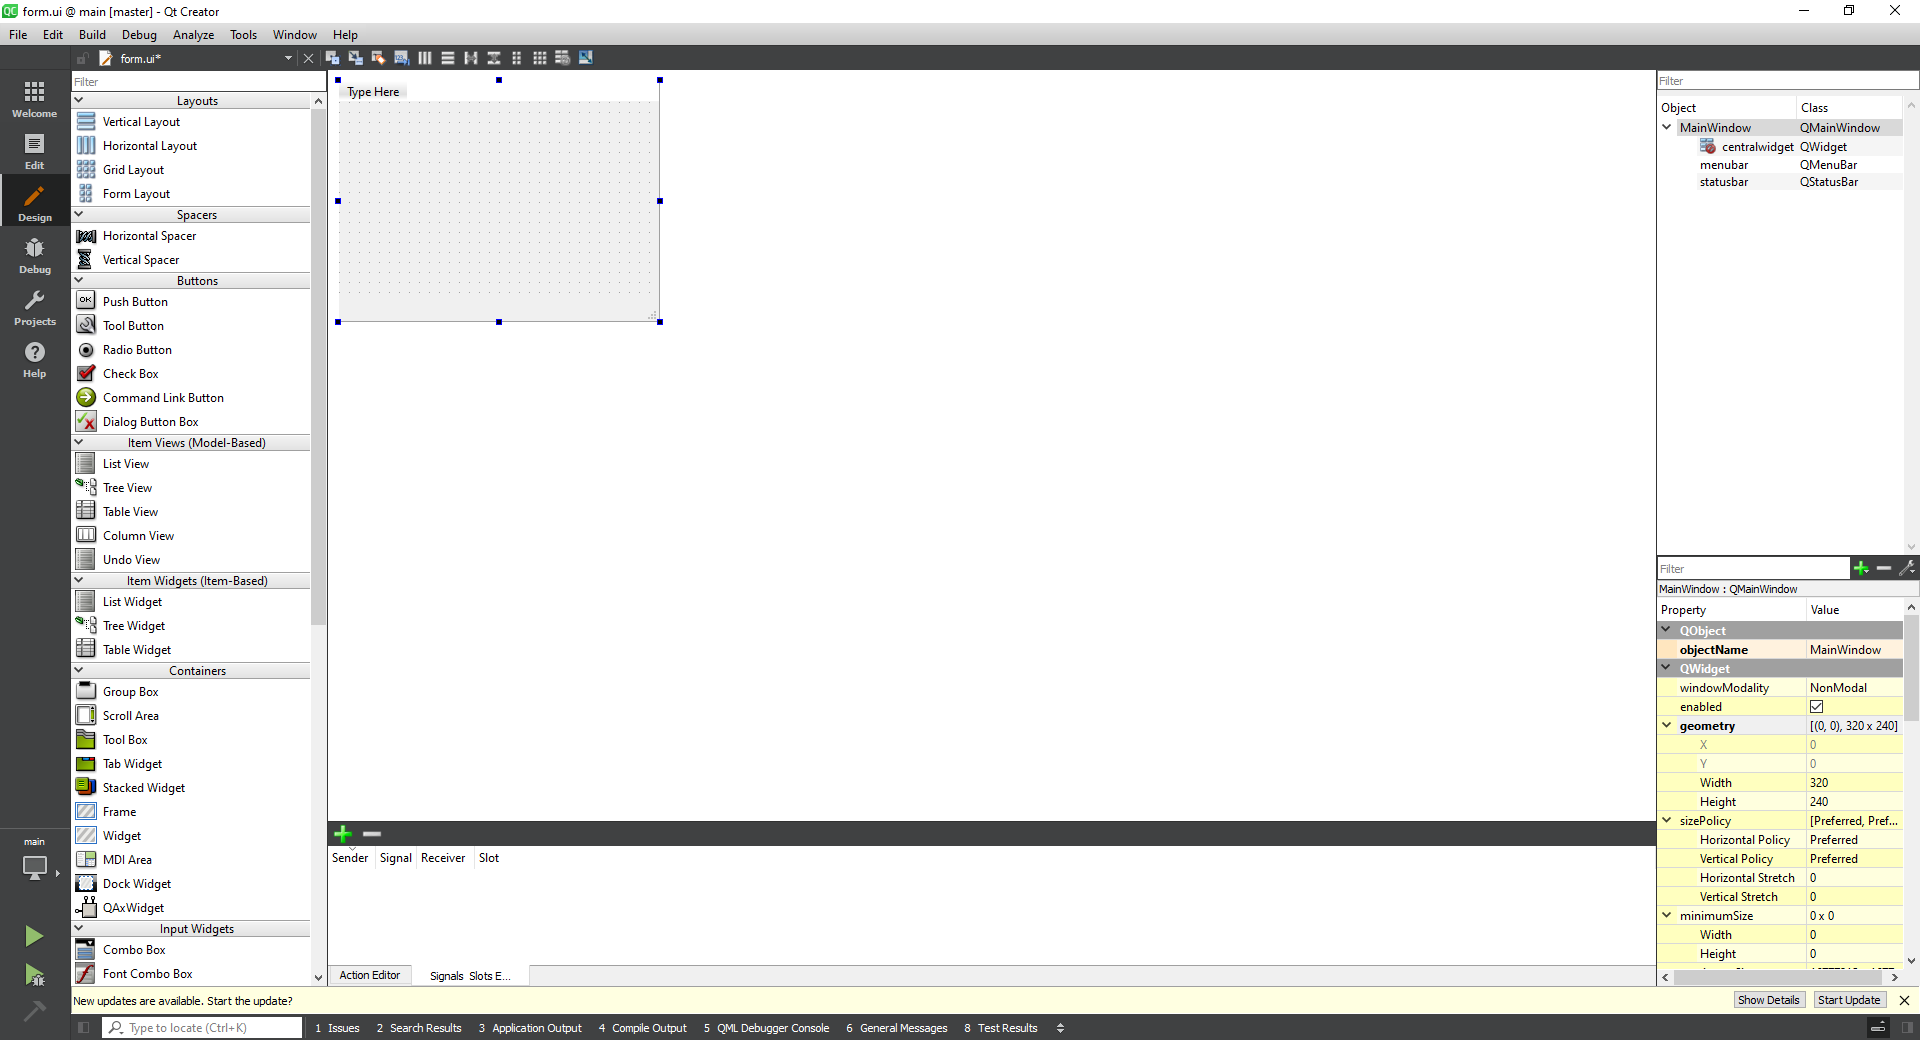 form.ui @ main [master] - Qt Creator
File Edit Build Debug Analyze Tools Window Help
form.ui*
Welcome
Edit
Design
Debug
Projects
Help
main
Filter
Layouts
Vertical Layout
Horizontal Layout
Grid Layout
Form Layout
Spacers
Horizontal Spacer
Vertical Spacer
Buttons
Push Button
Tool Button
Radio Button
Check Box
Command Link Button
Dialog Button Box
Item Views (Model-Based)
List View
Tree View
Table View
Column View
Undo View
Item Widgets (Item-Based)
List Widget
Tree Widget
Table Widget
Containers
Group Box
Scroll Area
Tool Box
Tab Widget
Stacked Widget
Frame
Widget
MDI Area
Dock Widget
QAxWidget
Input Widgets
Combo Box
Font Combo Box
Type Here
Sender Signal Receiver Slot
Action Editor Signals Slots E...
Filter
Object Class
MainWindow QMainWindow
centralwidget QWidget
menubar QMenuBar
statusbar QStatusBar
Filter
MainWindow : QMainWindow
Property Value
QObject
objectName MainWindow
QWidget
windowModality NonModal
enabled
geometry [(0, 0), 320 x 240]
X 0
Y 0
Width 320
Height 240
sizePolicy [Preferred, Pref...
Horizontal Policy Preferred
Vertical Policy Preferred
Horizontal Stretch 0
Vertical Stretch 0
minimumSize 0 x 0
Width 0
Height 0
New updates are available. Start the update? Show Details Start Update
Type to locate (Ctrl+K) 1 Issues 2 Search Results 3 Application Output 4 Compile Output 5 QML Debugger Console 6 General Messages 8 Test Results